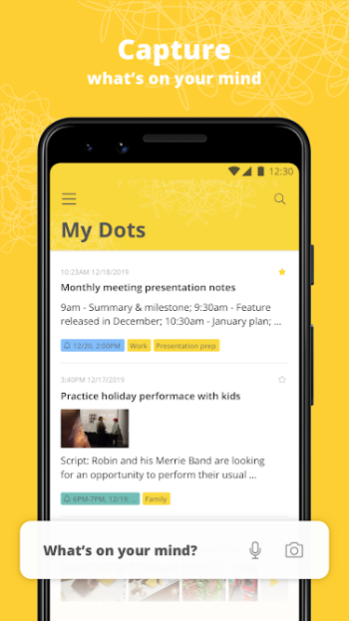 Capture
what's on your mind
12:30
My Dots
10:23AM 12/18/2019
Monthly meeting presentation notes
9am - Summary & milestone; 9:30am - Feature
released in December; 10:30am - January plan; ...
12/20, 2:00PM Work Presentation prep
3:40PM 12/17/2019
Practice holiday performace with kids
Script: Robin and his Merrie Band are looking
for an opportunity to perform their usual ...
6PM-7PM, 12/19, ... Family
What's on your mind?